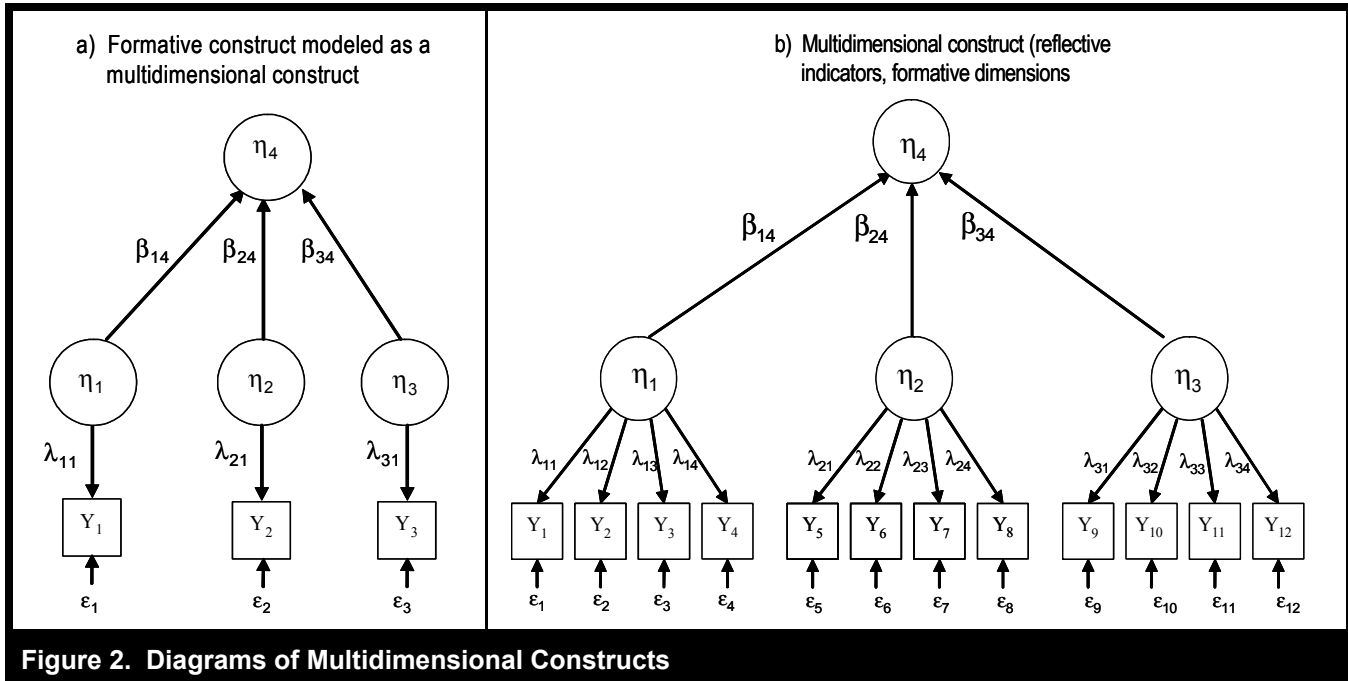 a) Formative construct modeled as a
multidimensional construct
η4
β14 β24 β34
η1 η2 η3
λ11 λ21 λ31
Y1 Y2 Y3
ε1 ε2 ε3
b) Multidimensional construct (reflective
indicators, formative dimensions
η4
β14 β24 β34
η1 η2 η3
λ11 λ12 λ13 λ14 λ21 λ22 λ23 λ24 λ31 λ32 λ33 λ34
Y1 Y2 Y3 Y4 Y5 Y6 Y7 Y8 Y9 Y10 Y11 Y12
ε1 ε2 ε3 ε4 ε5 ε6 ε7 ε8 ε9 ε10 ε11 ε12
Figure 2. Diagrams of Multidimensional Constructs